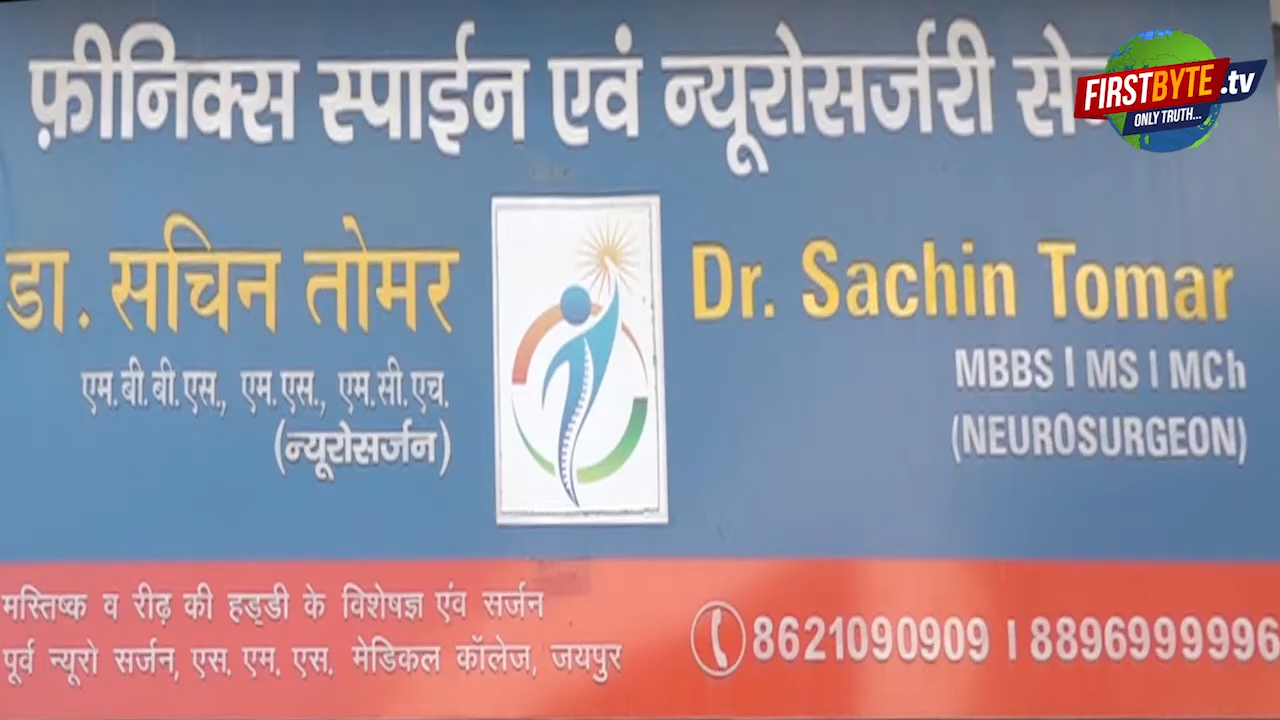 फ़ीनिक्स स्पाईन एवं न्यूरोसर्जरी
FIRSTBYTE.tv
ONLY TRUTH...
डा. सचिन तोमर
एम.बी.बी.एस., एम.एस., एम.सी.एच.
(न्यूरोसर्जन)
Dr. Sachin Tomar
MBBS | MS | MCh
(NEUROSURGEON)
मस्तिष्क व रीढ़ की हड्डी के विशेषज्ञ एंव सर्जन
पूर्व न्यूरो सर्जन, एस. एम. एस. मेडिकल कॉलेज, जयपुर
8621090909 | 8896999996